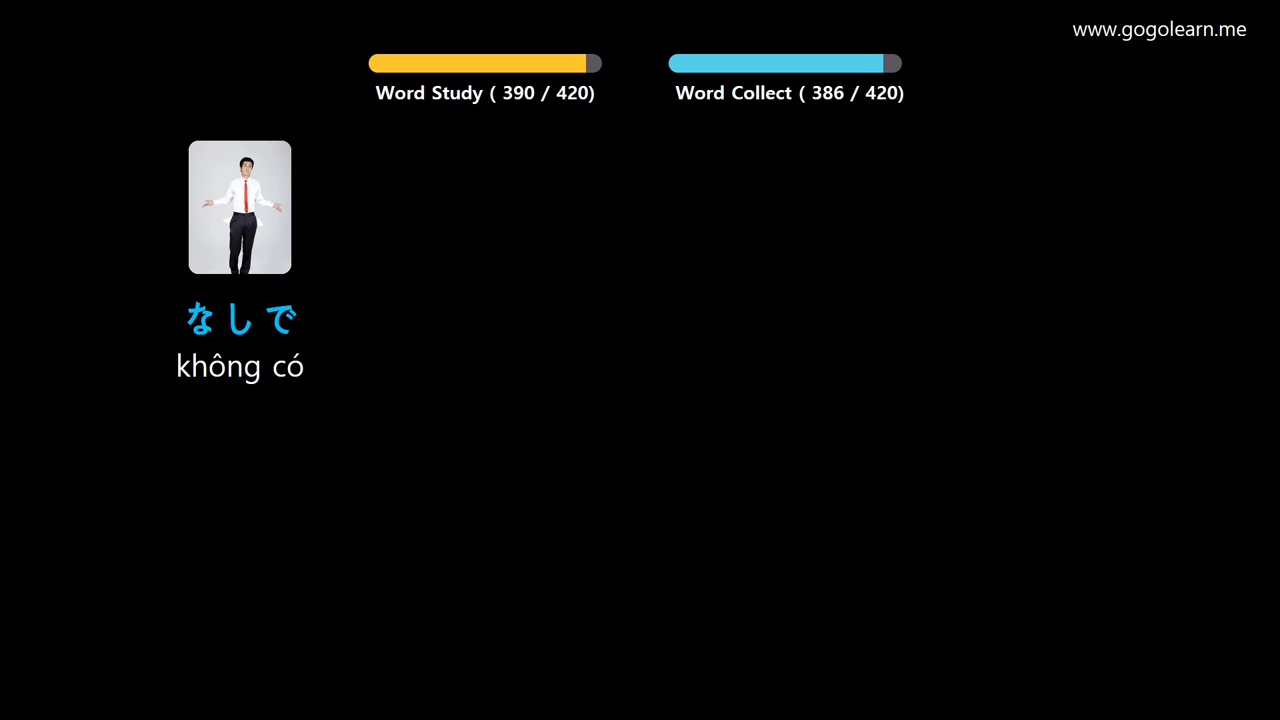 www.gogolearn.me
Word Study ( 390 / 420)
Word Collect ( 386 / 420)
なしで
không có